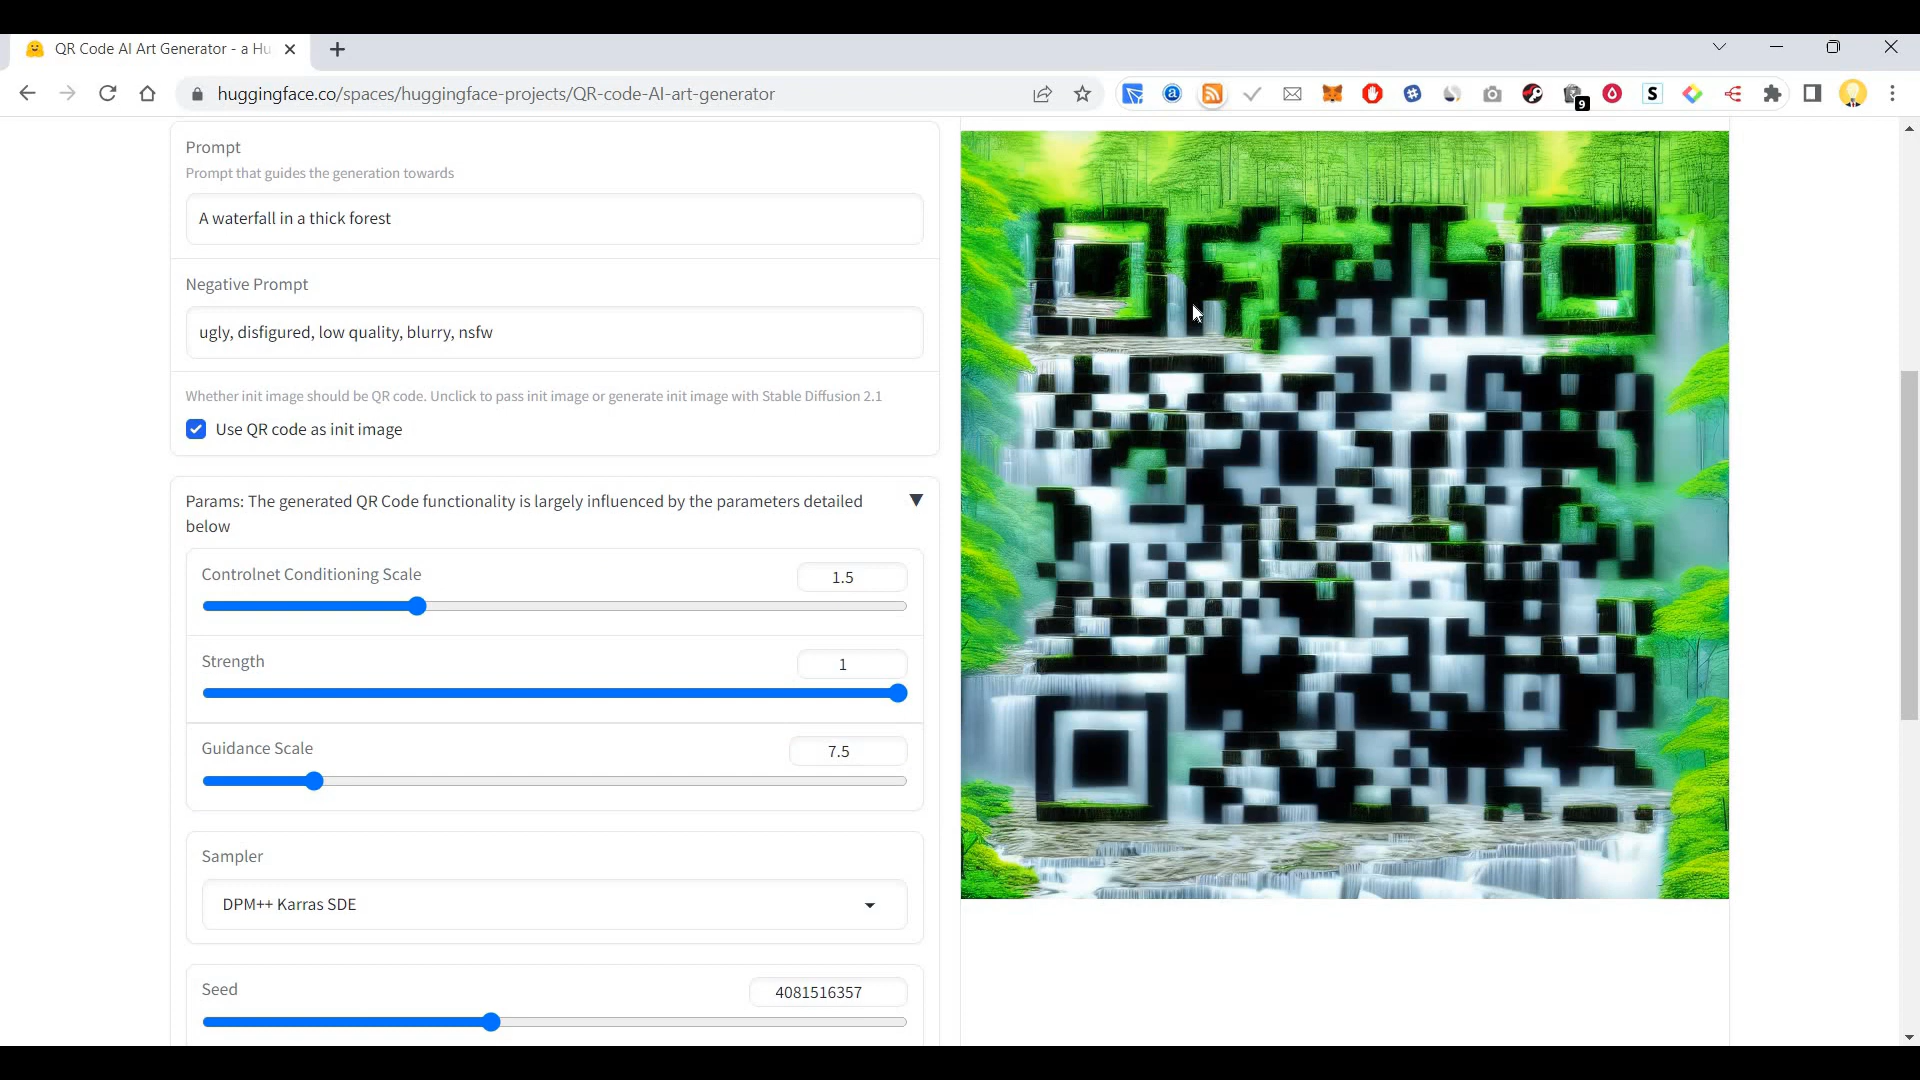 QR Code AI Art Generator - a Hu
huggingface.co/spaces/huggingface-projects/QR-code-AI-art-generator
9
S
Prompt
Prompt that guides the generation towards
A waterfall in a thick forest
Negative Prompt
ugly, disfigured, low quality, blurry, nsfw
Whether init image should be QR code. Unclick to pass init image or generate init image with Stable Diffusion 2.1
Use QR code as init image
Params: The generated QR Code functionality is largely influenced by the parameters detailed
below
Controlnet Conditioning Scale
1.5
Strength
1
Guidance Scale
7.5
Sampler
DPM++ Karras SDE
Seed
4081516357